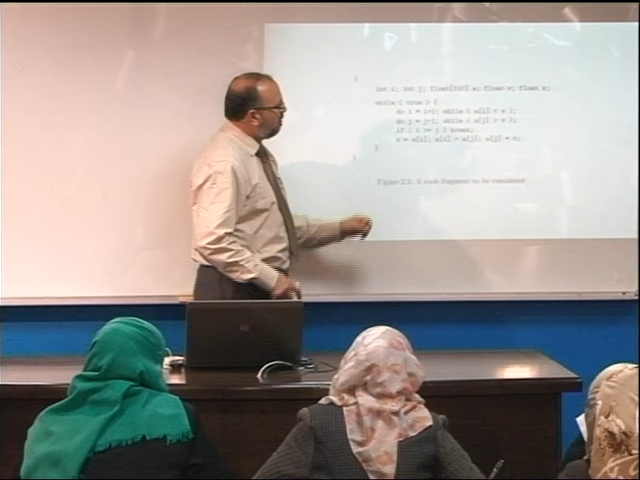 {
int i; int j; float[100] a; float v; float x;
while ( true ) {
do i = i+1; while ( a[i] < v );
do j = j-1; while ( a[j] > v );
if ( i >= j ) break;
x = a[i]; a[i] = a[j]; a[j] = x;
}
}
Figure 2.3: A code fragment to be translated